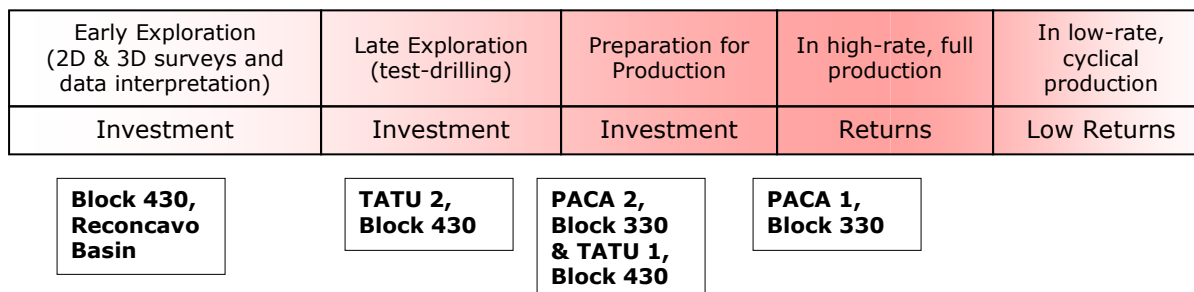 Early Exploration
(2D & 3D surveys and
data interpretation)
Late Exploration
(test-drilling)
Preparation for
Production
In high-rate, full
production
In low-rate,
cyclical
production
Investment
Investment
Investment
Returns
Low Returns
Block 430,
Reconcavo
Basin
TATU 2,
Block 430
PACA 2,
Block 330
& TATU 1,
Block 430
PACA 1,
Block 330